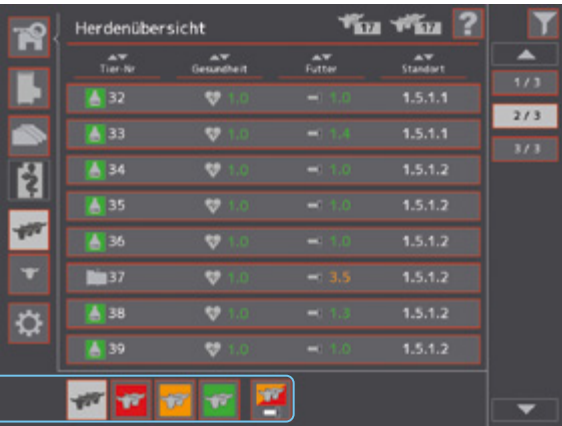 Herdenübersicht 17 17 ?
Tier-Nr Gesundheit Futter Standort
1/3
2/3
3/3
32 1.0 1.0 1.5.1.1
33 1.0 1.4 1.5.1.1
34 1.0 1.0 1.5.1.2
35 1.0 1.0 1.5.1.2
36 1.0 1.0 1.5.1.2
37 1.0 3.5 1.5.1.2
38 1.0 1.3 1.5.1.2
39 1.0 1.0 1.5.1.2